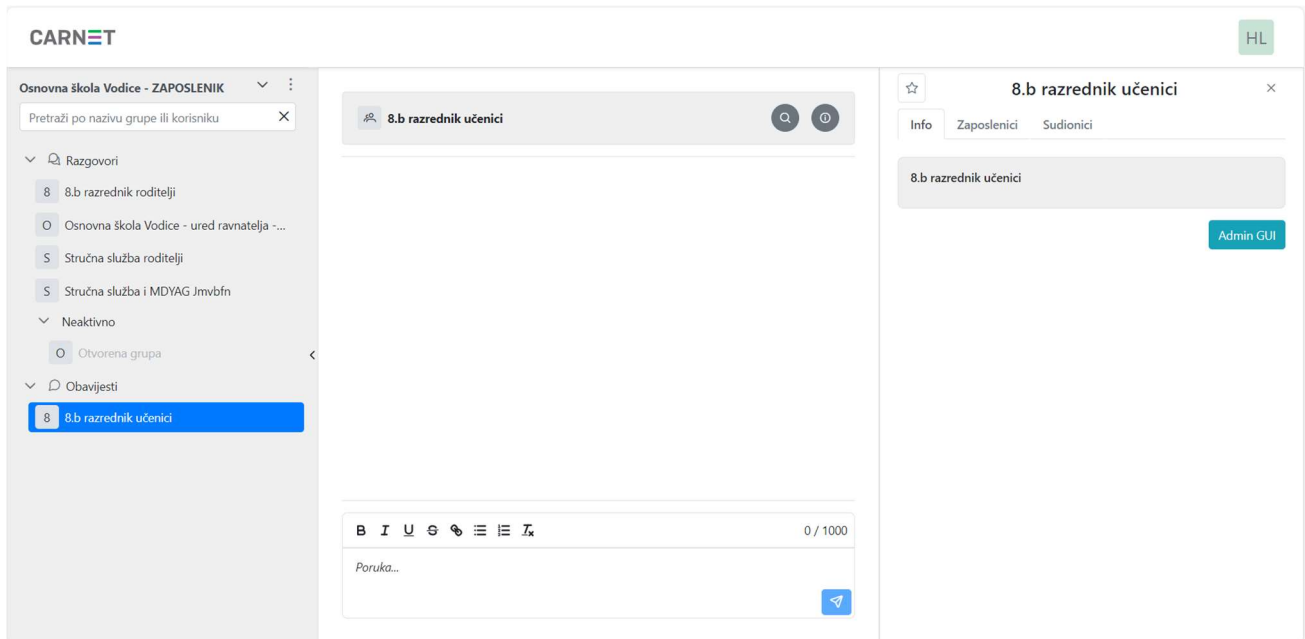 CARNET
HL
Osnovna škola Vodice - ZAPOSLENIK
Pretraži po nazivu grupe ili korisniku
Razgovori
8 8.b razrednik roditelji
O Osnovna škola Vodice - ured ravnatelja -...
S Stručna služba roditelji
S Stručna služba i MDYAG Jmvbfn
Neaktivno
O Otvorena grupa
Obavijesti
8 8.b razrednik učenici
8.b razrednik učenici
B I U S Tx 0 / 1000
Poruka...
8.b razrednik učenici
Info Zaposlenici Sudionici
8.b razrednik učenici
Admin GUI